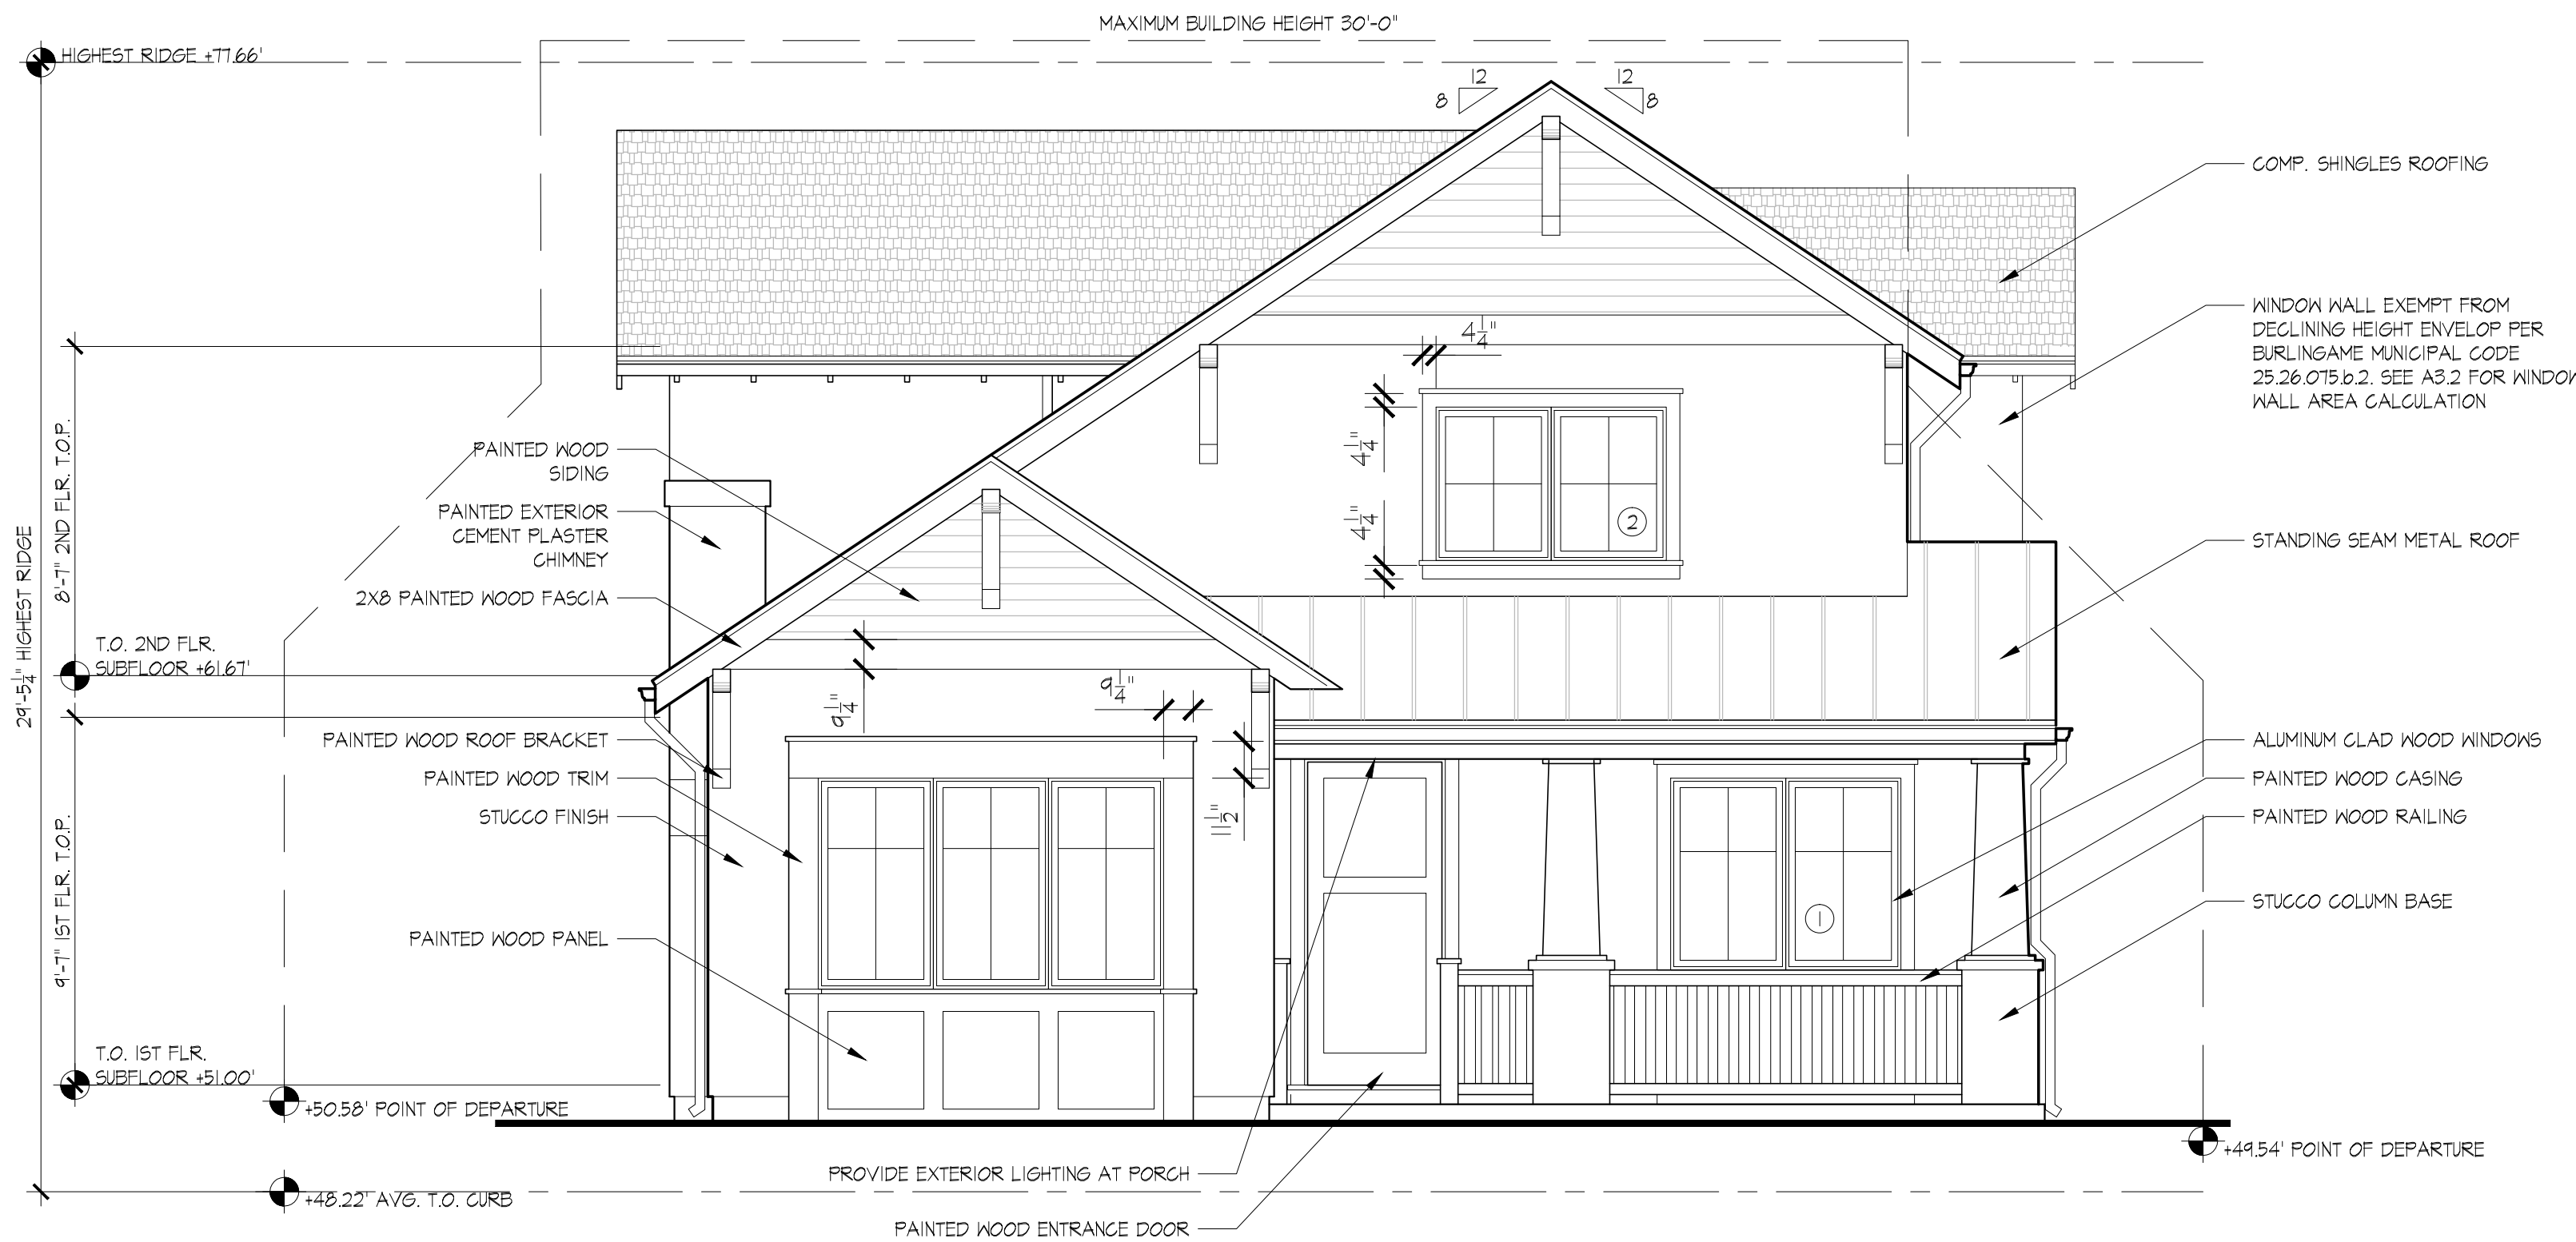 MAXIMUM BUILDING HEIGHT 30'-0"
HIGHEST RIDGE +77.66'
12
8
12
8
COMP. SHINGLES ROOFING
WINDOW WALL EXEMPT FROM
DECLINING HEIGHT ENVELOP PER
BURLINGAME MUNICIPAL CODE
25.26.075.b.2. SEE A3.2 FOR WINDOW
WALL AREA CALCULATION
4 1/4"
4 1/4"
4 1/4"
2
PAINTED WOOD
SIDING
PAINTED EXTERIOR
CEMENT PLASTER
CHIMNEY
2X8 PAINTED WOOD FASCIA
STANDING SEAM METAL ROOF
8'-7" 2ND FLR. T.O.P.
29'-5 1/4" HIGHEST RIDGE
T.O. 2ND FLR.
SUBFLOOR +61.67'
9 1/4"
9 1/4"
11 1/2"
PAINTED WOOD ROOF BRACKET
PAINTED WOOD TRIM
STUCCO FINISH
PAINTED WOOD PANEL
ALUMINUM CLAD WOOD WINDOWS
PAINTED WOOD CASING
PAINTED WOOD RAILING
STUCCO COLUMN BASE
1
9'-7" 1ST FLR. T.O.P.
T.O. 1ST FLR.
SUBFLOOR +51.00'
+50.58' POINT OF DEPARTURE
+49.54' POINT OF DEPARTURE
PROVIDE EXTERIOR LIGHTING AT PORCH
+48.22' AVG. T.O. CURB
PAINTED WOOD ENTRANCE DOOR